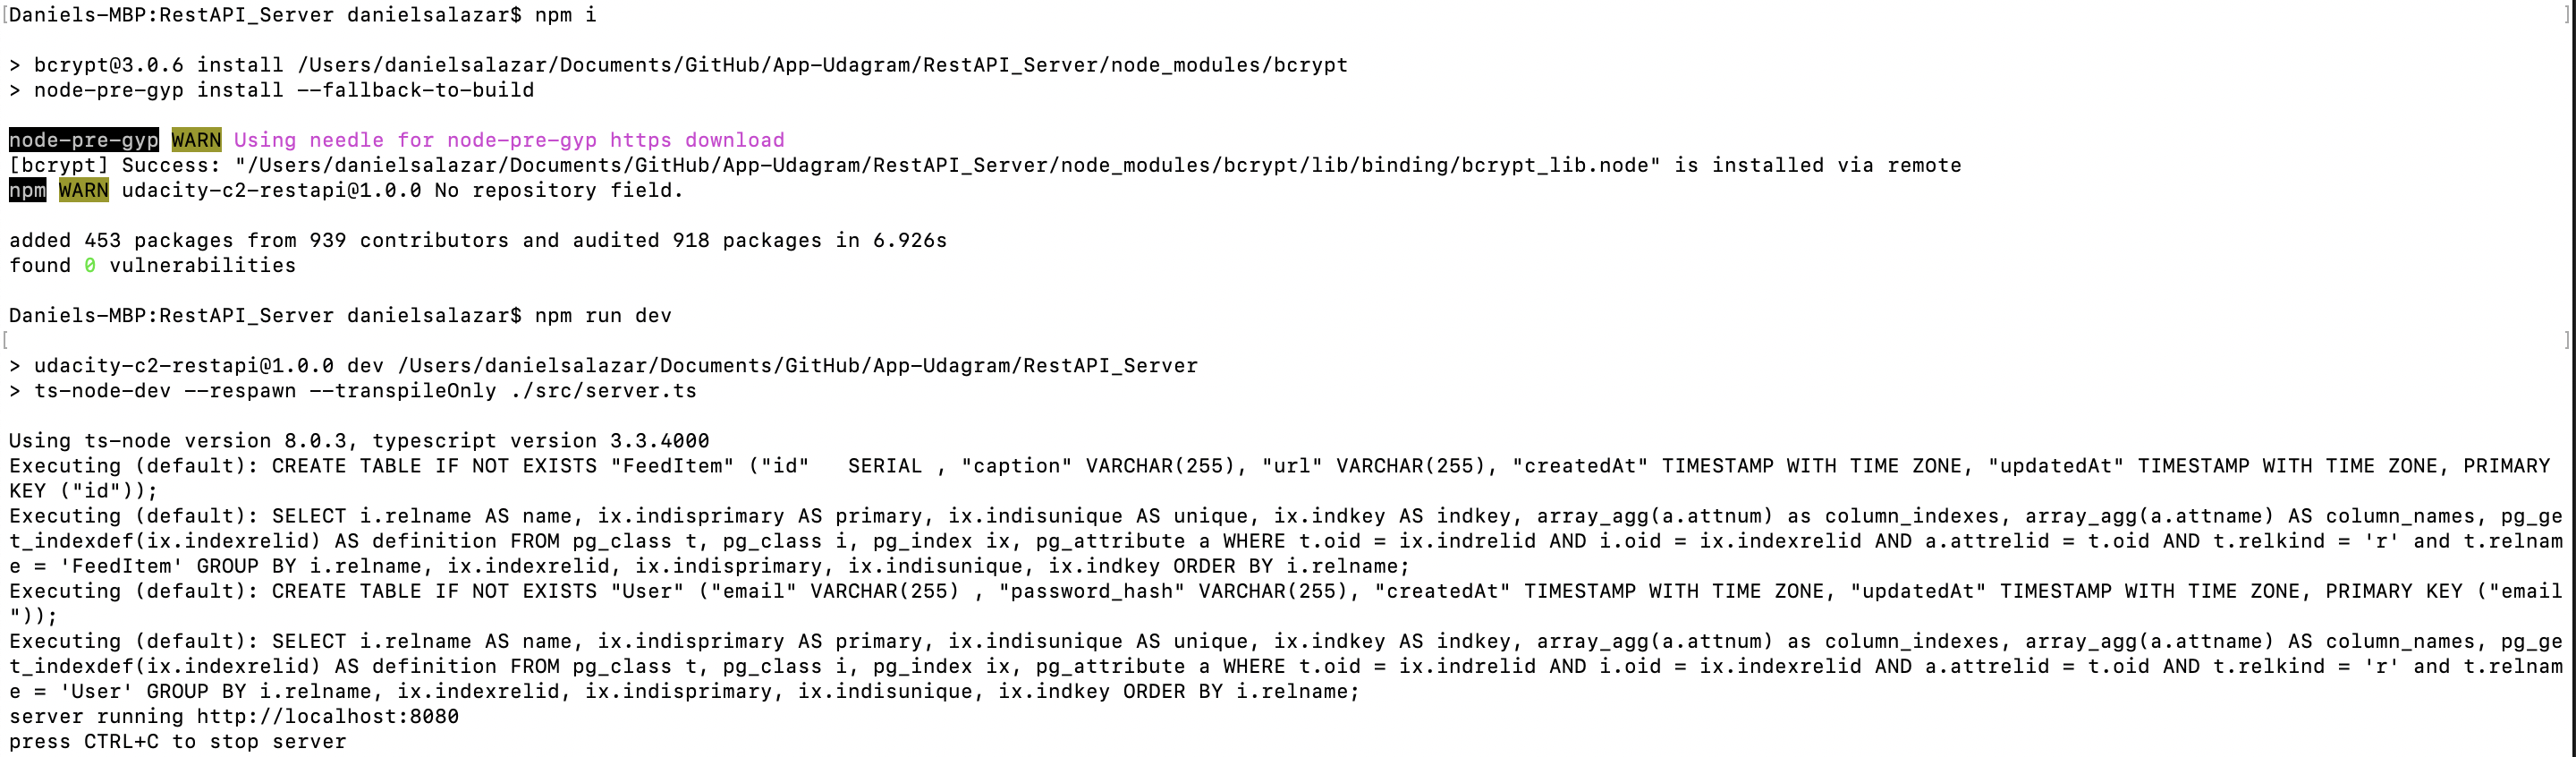 [Daniels-MBP:RestAPI_Server danielsalazar$ npm i ]
> bcrypt@3.0.6 install /Users/danielsalazar/Documents/GitHub/App-Udagram/RestAPI_Server/node_modules/bcrypt
> node-pre-gyp install --fallback-to-build
node-pre-gyp WARN Using needle for node-pre-gyp https download
[bcrypt] Success: "/Users/danielsalazar/Documents/GitHub/App-Udagram/RestAPI_Server/node_modules/bcrypt/lib/binding/bcrypt_lib.node" is installed via remote
npm WARN udacity-c2-restapi@1.0.0 No repository field.
added 453 packages from 939 contributors and audited 918 packages in 6.926s
found 0 vulnerabilities
Daniels-MBP:RestAPI_Server danielsalazar$ npm run dev
[ ]
> udacity-c2-restapi@1.0.0 dev /Users/danielsalazar/Documents/GitHub/App-Udagram/RestAPI_Server
> ts-node-dev --respawn --transpileOnly ./src/server.ts
Using ts-node version 8.0.3, typescript version 3.3.4000
Executing (default): CREATE TABLE IF NOT EXISTS "FeedItem" ("id"   SERIAL , "caption" VARCHAR(255), "url" VARCHAR(255), "createdAt" TIMESTAMP WITH TIME ZONE, "updatedAt" TIMESTAMP WITH TIME ZONE, PRIMARY
KEY ("id"));
Executing (default): SELECT i.relname AS name, ix.indisprimary AS primary, ix.indisunique AS unique, ix.indkey AS indkey, array_agg(a.attnum) as column_indexes, array_agg(a.attname) AS column_names, pg_ge
t_indexdef(ix.indexrelid) AS definition FROM pg_class t, pg_class i, pg_index ix, pg_attribute a WHERE t.oid = ix.indrelid AND i.oid = ix.indexrelid AND a.attrelid = t.oid AND t.relkind = 'r' and t.relnam
e = 'FeedItem' GROUP BY i.relname, ix.indexrelid, ix.indisprimary, ix.indisunique, ix.indkey ORDER BY i.relname;
Executing (default): CREATE TABLE IF NOT EXISTS "User" ("email" VARCHAR(255) , "password_hash" VARCHAR(255), "createdAt" TIMESTAMP WITH TIME ZONE, "updatedAt" TIMESTAMP WITH TIME ZONE, PRIMARY KEY ("email
"));
Executing (default): SELECT i.relname AS name, ix.indisprimary AS primary, ix.indisunique AS unique, ix.indkey AS indkey, array_agg(a.attnum) as column_indexes, array_agg(a.attname) AS column_names, pg_ge
t_indexdef(ix.indexrelid) AS definition FROM pg_class t, pg_class i, pg_index ix, pg_attribute a WHERE t.oid = ix.indrelid AND i.oid = ix.indexrelid AND a.attrelid = t.oid AND t.relkind = 'r' and t.relnam
e = 'User' GROUP BY i.relname, ix.indexrelid, ix.indisprimary, ix.indisunique, ix.indkey ORDER BY i.relname;
server running http://localhost:8080
press CTRL+C to stop server